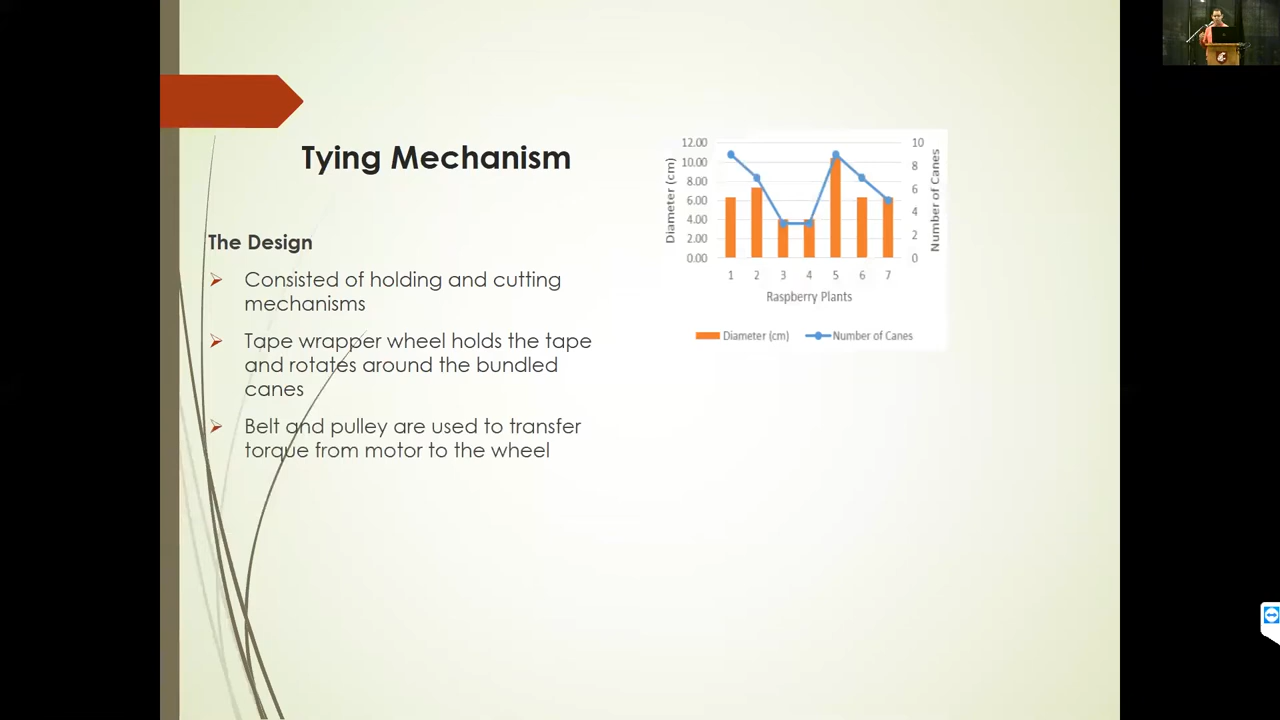 Tying Mechanism
The Design
Consisted of holding and cutting
mechanisms
Tape wrapper wheel holds the tape
and rotates around the bundled
canes
Belt and pulley are used to transfer
torque from motor to the wheel
Diameter (cm)
12.00
10.00
8.00
6.00
4.00
2.00
0.00
10
8
6
4
2
0
Number of Canes
1 2 3 4 5 6 7
Raspberry Plants
Diameter (cm) Number of Canes